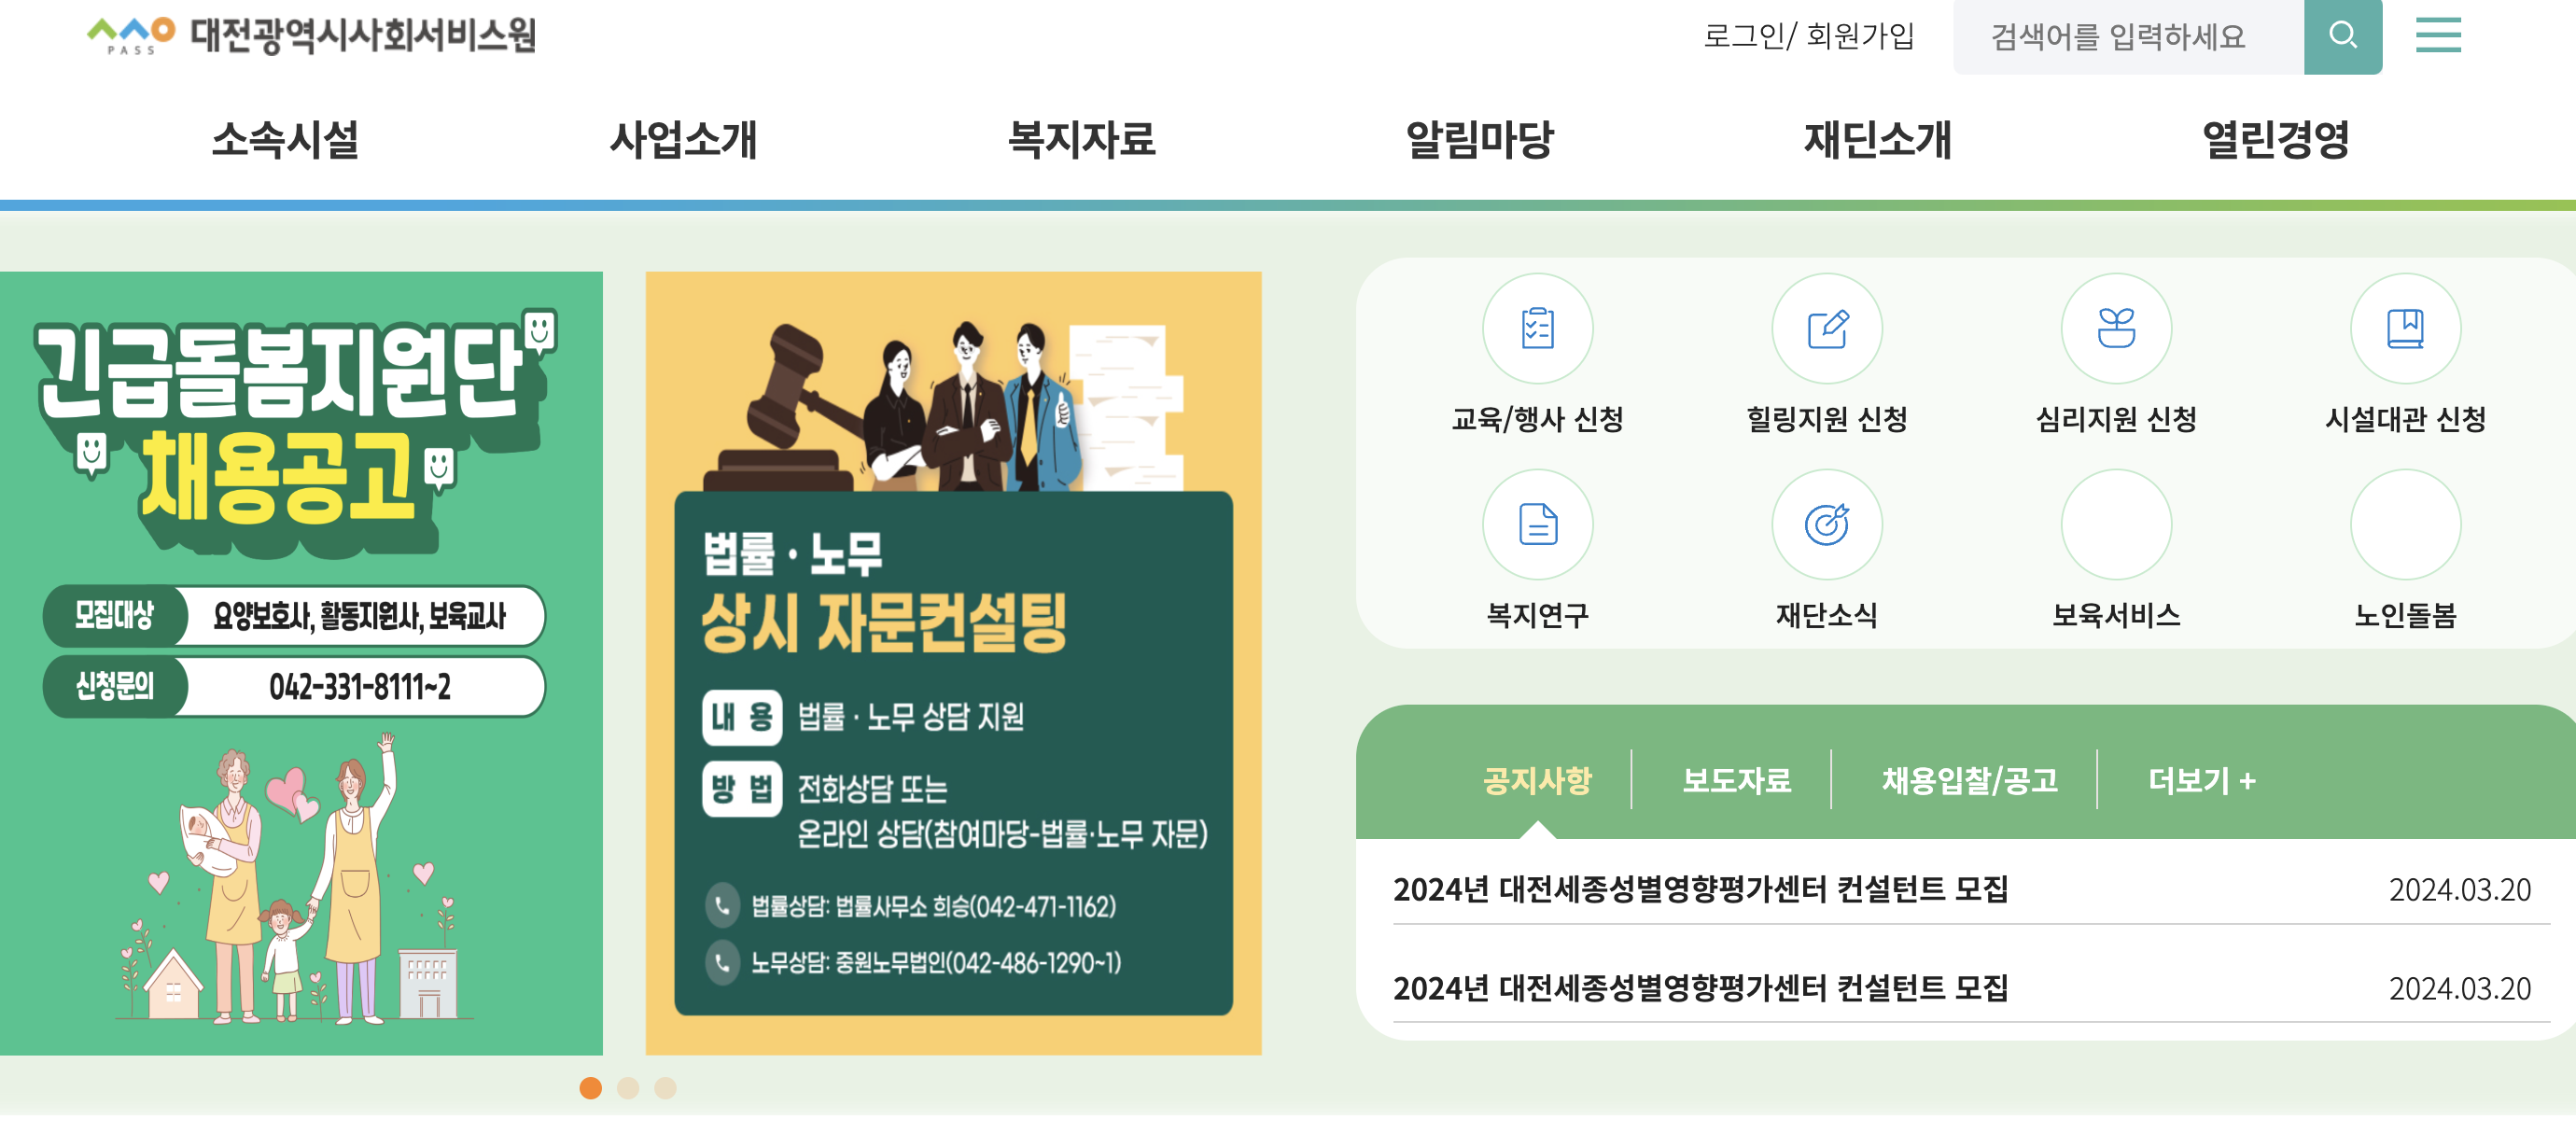 PASS
대전광역시사회서비스원
로그인/ 회원가입
검색어를 입력하세요
소속시설
사업소개
복지자료
알림마당
재딘소개
열린경영
긴급돌봄지원단
채용공고
모집대상
요양보호사, 활동지원사, 보육교사
신청문의
042-331-8111~2
법률 · 노무
상시 자문컨설팅
내 용
법률 · 노무 상담 지원
방 법
전화상담 또는
온라인 상담(참여마당-법률·노무 자문)
법률상담: 법률사무소 희승(042-471-1162)
노무상담: 중원노무법인(042-486-1290~1)
교육/행사 신청
힐링지원 신청
심리지원 신청
시설대관 신청
복지연구
재단소식
보육서비스
노인돌봄
공지사항
보도자료
채용입찰/공고
더보기 +
2024년 대전세종성별영향평가센터 컨설턴트 모집
2024.03.20
2024년 대전세종성별영향평가센터 컨설턴트 모집
2024.03.20